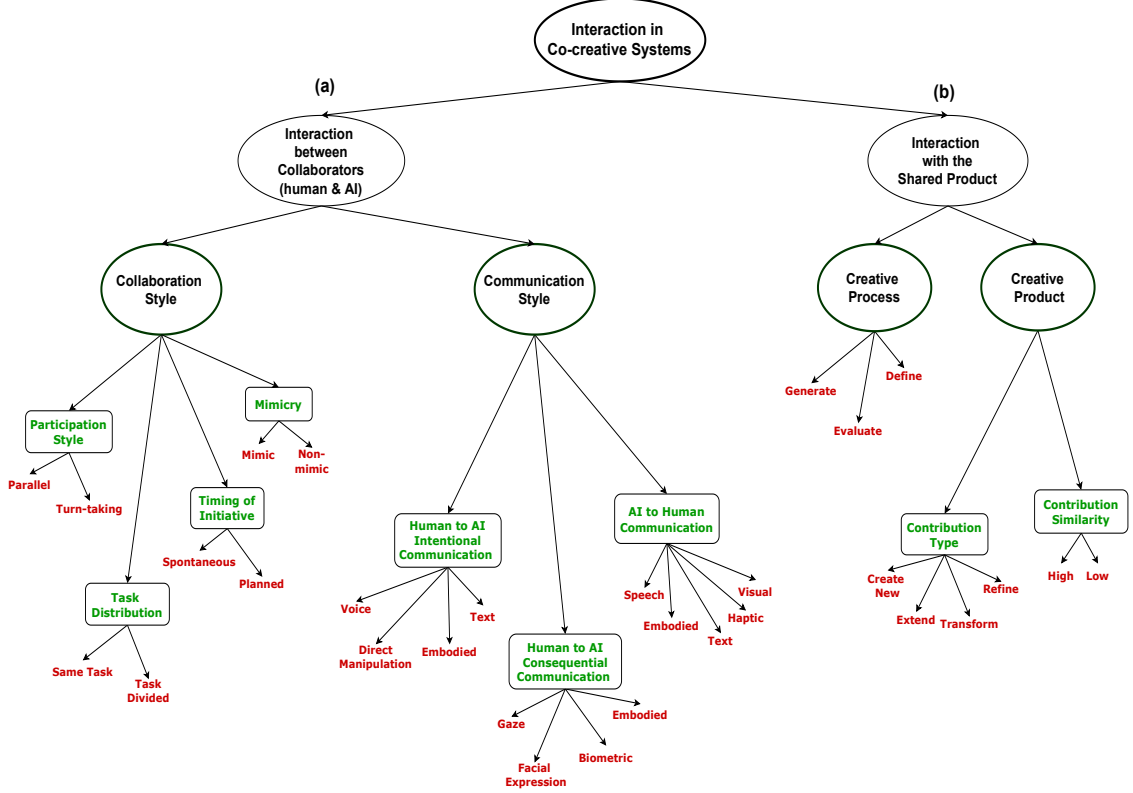 Interaction in
Co-creative Systems
(a)
(b)
Interaction
between
Collaborators
(human & AI)
Interaction
with the
Shared Product
Collaboration
Style
Communication
Style
Creative
Process
Creative
Product
Participation
Style
Parallel
Turn-taking
Mimicry
Mimic
Non-
mimic
Timing of
Initiative
Spontaneous
Planned
Task
Distribution
Same Task
Task
Divided
Human to AI
Intentional
Communication
Voice
Direct
Manipulation
Embodied
Text
Human to AI
Consequential
Communication
Gaze
Facial
Expression
Biometric
Embodied
AI to Human
Communication
Speech
Embodied
Text
Haptic
Visual
Generate
Evaluate
Define
Contribution
Type
Create
New
Extend
Transform
Refine
Contribution
Similarity
High
Low